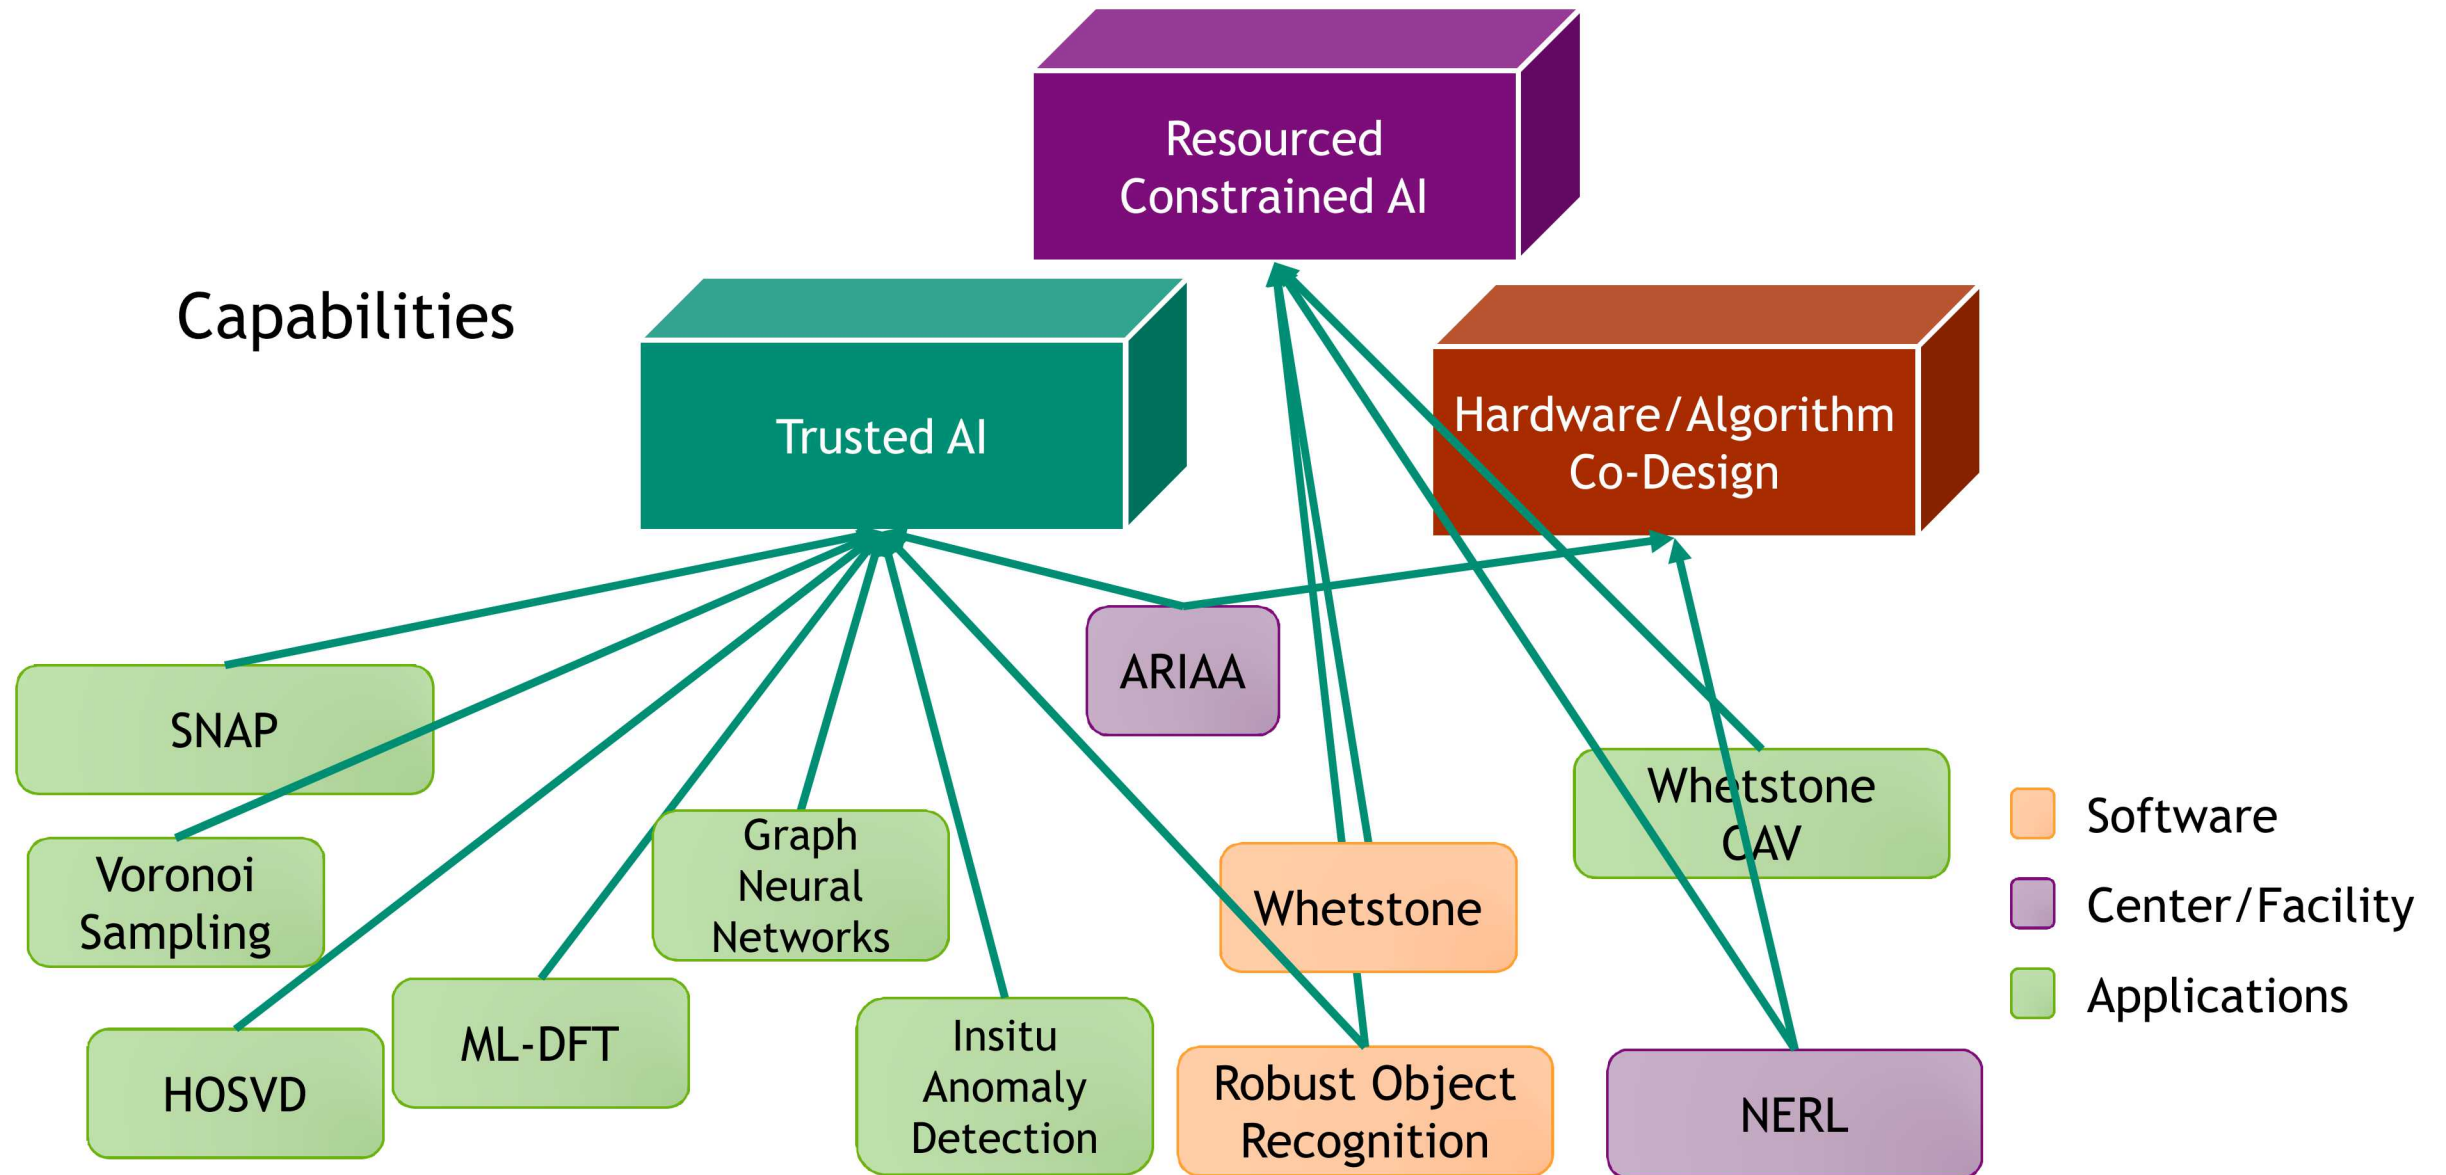 Resourced
Constrained AI
Capabilities
Trusted AI
Hardware/Algorithm
Co-Design
ARIAA
SNAP
Whetstone
CAV
Voronoi
Sampling
Graph
Neural
Networks
Whetstone
HOSVD
ML-DFT
Insitu
Anomaly
Detection
Robust Object
Recognition
NERL
Software
Center/Facility
Applications